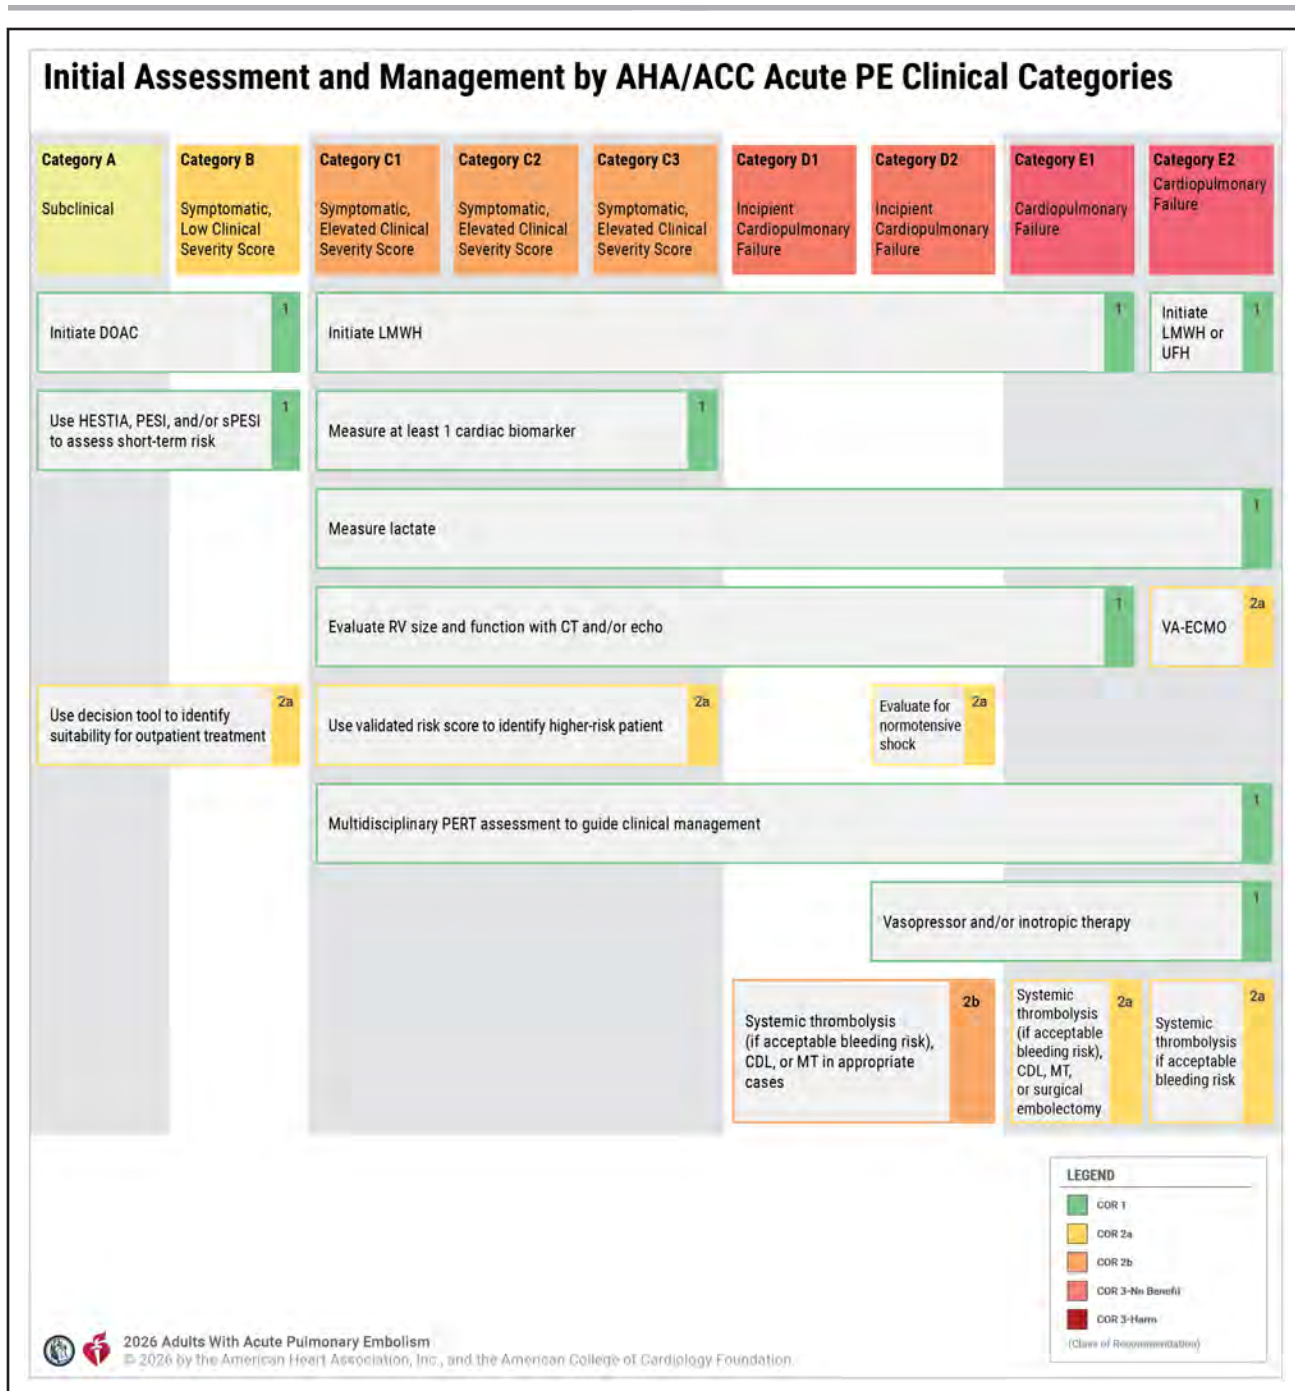 Initial Assessment and Management by AHA/ACC Acute PE Clinical Categories
Category A
Subclinical
Category B
Symptomatic,
Low Clinical
Severity Score
Category C1
Symptomatic,
Elevated Clinical
Severity Score
Category C2
Symptomatic,
Elevated Clinical
Severity Score
Category C3
Symptomatic,
Elevated Clinical
Severity Score
Category D1
Incipient
Cardiopulmonary
Failure
Category D2
Incipient
Cardiopulmonary
Failure
Category E1
Cardiopulmonary
Failure
Category E2
Cardiopulmonary
Failure
Initiate DOAC
1
Initiate LMWH
1
Initiate
LMWH or
UFH
1
Use HESTIA, PESI, and/or sPESI
to assess short-term risk
1
Measure at least 1 cardiac biomarker
1
Measure lactate
1
Evaluate RV size and function with CT and/or echo
1
VA-ECMO
2a
Use decision tool to identify
suitability for outpatient treatment
2a
Use validated risk score to identify higher-risk patient
2a
Evaluate for
normotensive
shock
2a
Multidisciplinary PERT assessment to guide clinical management
1
Vasopressor and/or inotropic therapy
1
Systemic thrombolysis
(if acceptable bleeding risk),
CDL, or MT in appropriate
cases
2b
Systemic
thrombolysis
(if acceptable
bleeding risk),
CDL, MT,
or surgical
embolectomy
2a
Systemic
thrombolysis
if acceptable
bleeding risk
2a
LEGEND
COR 1
COR 2a
COR 2b
COR 3-No Benefit
COR 3-Harm
(Class of Recommendation)
2026 Adults With Acute Pulmonary Embolism
© 2026 by the American Heart Association, Inc., and the American College of Cardiology Foundation.